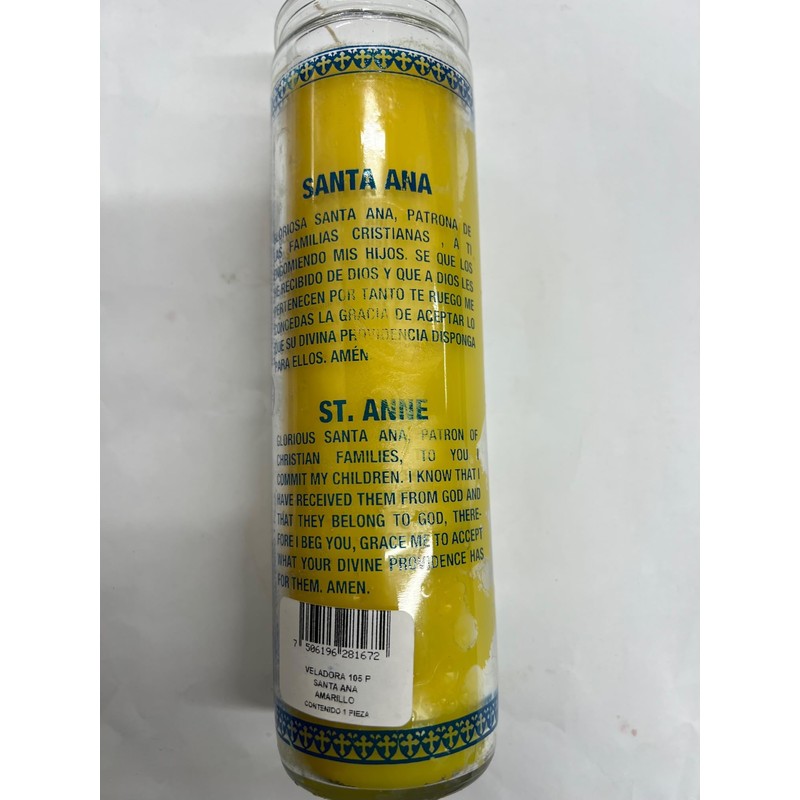 SANTA ANA
GLORIOSA SANTA ANA, PATRONA DE
LAS FAMILIAS CRISTIANAS , A TI
ENCOMIENDO MIS HIJOS. SE QUE LOS
HE RECIBIDO DE DIOS Y QUE A DIOS LES
PERTENECEN POR TANTO TE RUEGO ME
CONCEDAS LA GRACIA DE ACEPTAR LO
QUE SU DIVINA PROVIDENCIA DISPONGA
PARA ELLOS. AMÉN
ST. ANNE
GLORIOUS SANTA ANA, PATRON OF
CHRISTIAN FAMILIES, TO YOU I
COMMIT MY CHILDREN. I KNOW THAT I
HAVE RECEIVED THEM FROM GOD AND
THAT THEY BELONG TO GOD, THERE-
FORE I BEG YOU, GRACE ME TO ACCEPT
WHAT YOUR DIVINE PROVIDENCE HAS
FOR THEM. AMEN.
7 506196 281672
VELADORA 105 P
SANTA ANA
AMARILLO
CONTENIDO 1 PIEZA